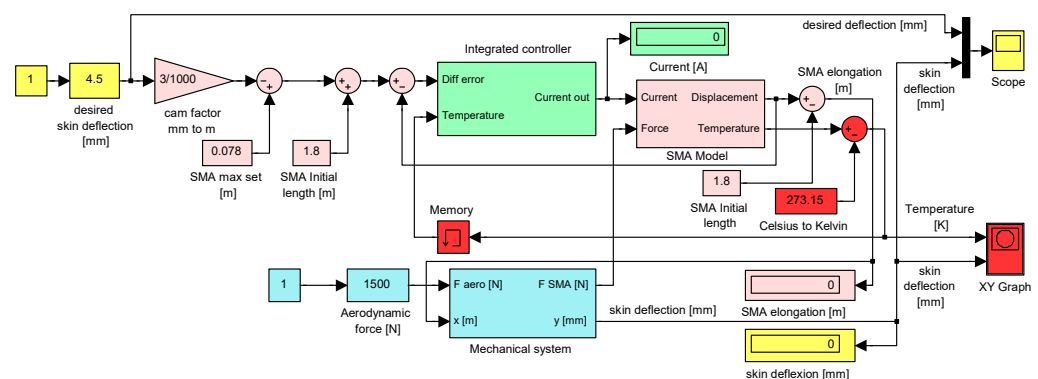 desired deflection [mm]
Integrated controller
0
Current [A]
1
4.5
desired
skin deflection
[mm]
3/1000
cam factor
mm to m
Diff error
Current out
Temperature
SMA elongation
[m]
skin
deflection
[mm]
Scope
Current
Displacement
Force
Temperature
SMA Model
0.078
SMA max set
[m]
1.8
SMA Initial
length [m]
1.8
SMA Initial
length
273.15
Celsius to Kelvin
Memory
Temperature
[K]
skin
deflection
[mm]
XY Graph
1
1500
Aerodynamic
force [N]
F aero [N]
F SMA [N]
x [m]
y [mm]
Mechanical system
skin deflection [mm]
0
SMA elongation [m]
0
skin deflexion [mm]